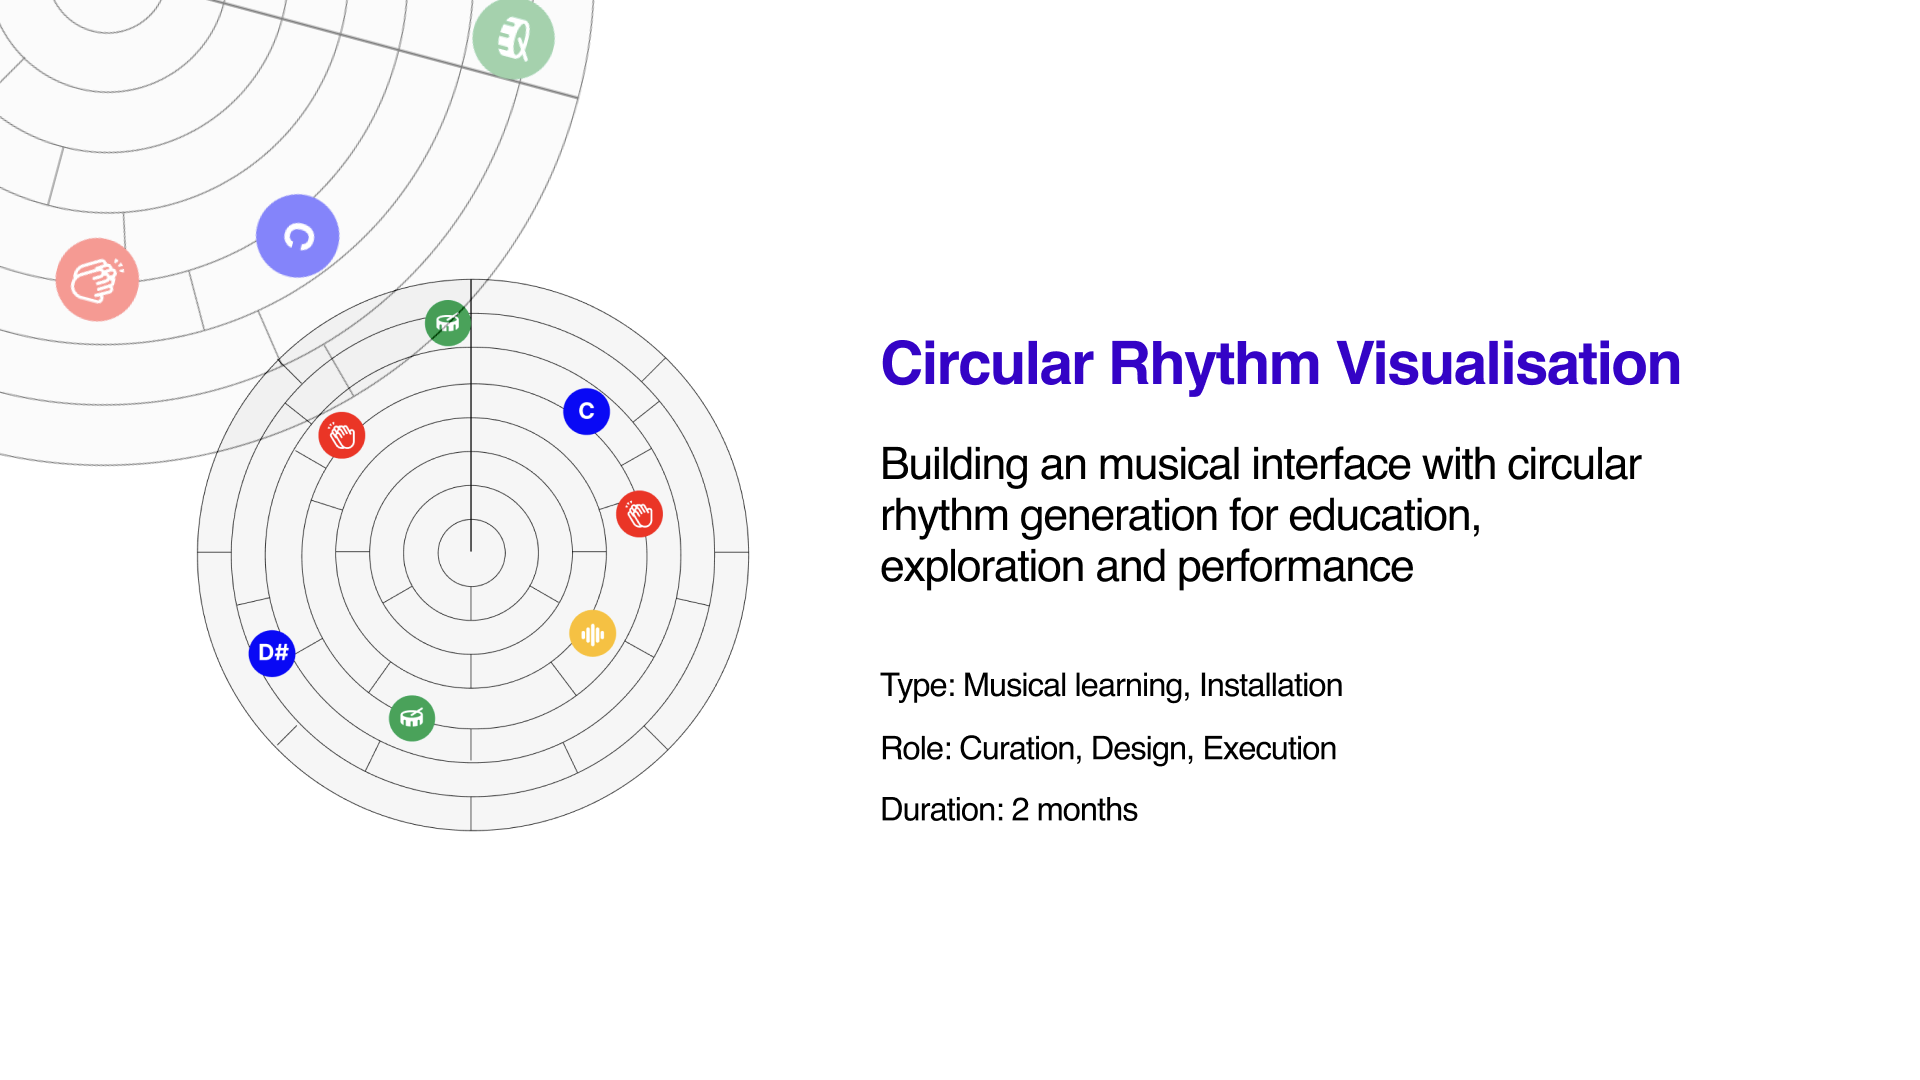 C
C
D#
Circular Rhythm Visualisation
Building an musical interface with circular
rhythm generation for education,
exploration and performance
Type: Musical learning, Installation
Role: Curation, Design, Execution
Duration: 2 months